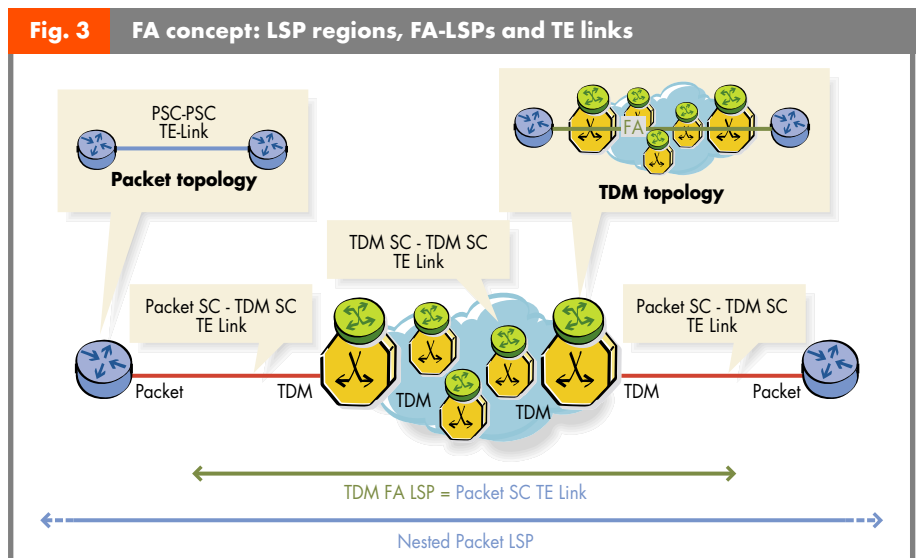 Fig. 3 FA concept: LSP regions, FA-LSPs and TE links
PSC-PSC
TE-Link
Packet topology
FA
TDM topology
TDM SC - TDM SC
TE Link
Packet SC - TDM SC
TE Link
Packet SC - TDM SC
TE Link
Packet
TDM
TDM
TDM
TDM
Packet
TDM FA LSP = Packet SC TE Link
Nested Packet LSP